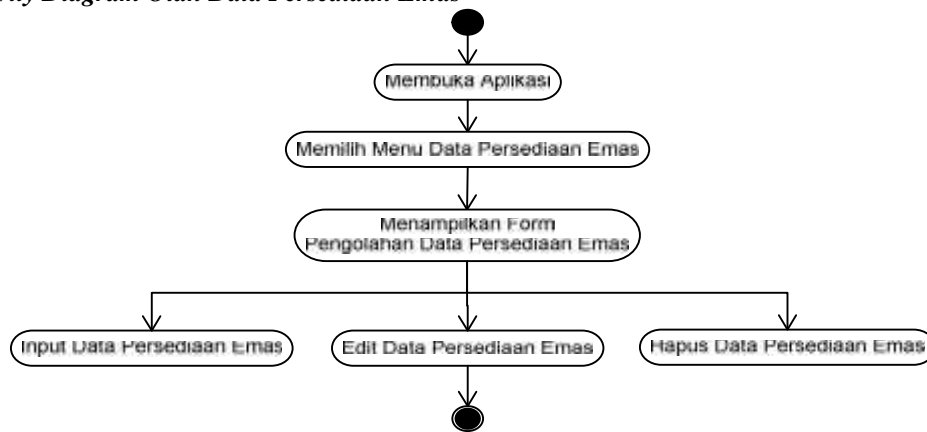 Diagram Olah Data Persediaan Emas
Membuka Aplikasi
Memilih Menu Data Persediaan Emas
Menampilkan Form
Pengolahan Data Persediaan Emas
Input Data Persediaan Emas
Edit Data Persediaan Emas
Hapus Data Persediaan Emas